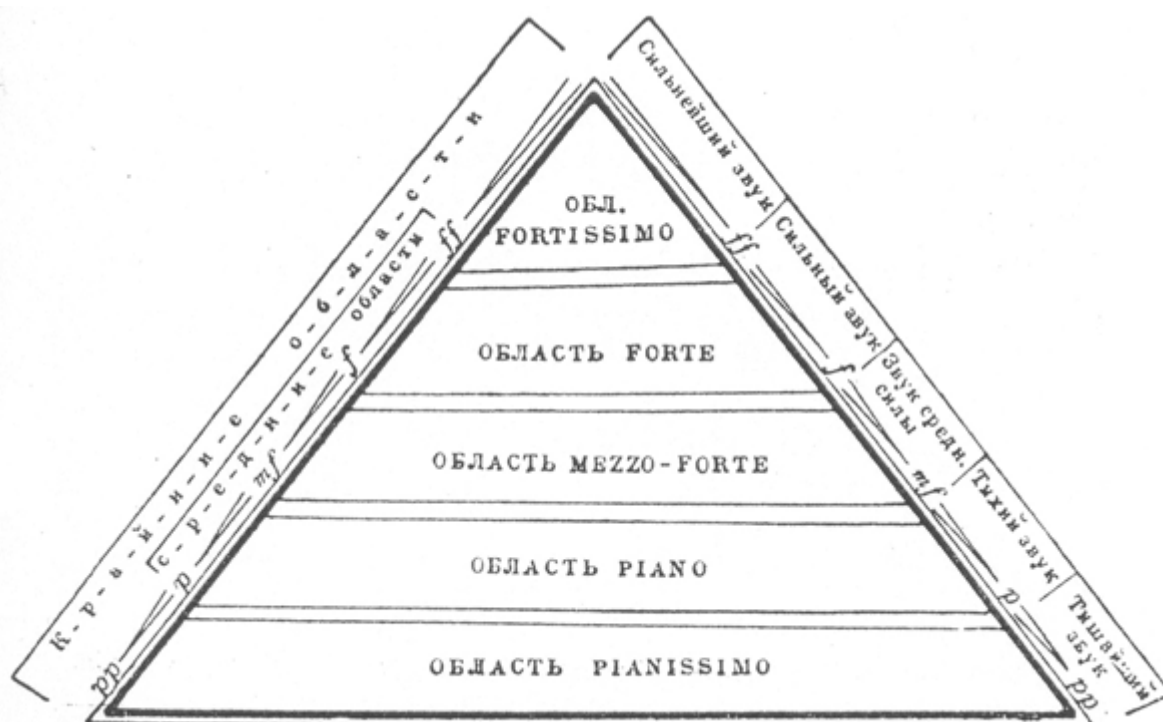 К-р-а-й-н-и-е о-б-л-а-с-т-и
с-р-е-д-н-и-е области
pp
p
mf
f
ff
ОБЛ.
FORTISSIMO
ОБЛАСТЬ FORTE
ОБЛАСТЬ MEZZO-FORTE
ОБЛАСТЬ PIANO
ОБЛАСТЬ PIANISSIMO
ff
f
mf
p
pp
Сильнейший звук
Сильный звук
Звук средн.
силы
Тихий звук
Тишайший
звук